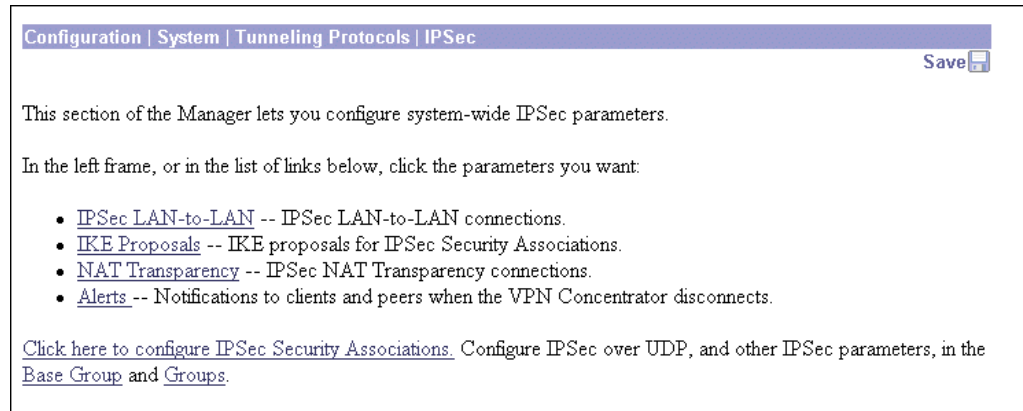 Configuration | System | Tunneling Protocols | IPSec
Save
This section of the Manager lets you configure system-wide IPSec parameters.
In the left frame, or in the list of links below, click the parameters you want:
• IPSec LAN-to-LAN -- IPSec LAN-to-LAN connections.
• IKE Proposals -- IKE proposals for IPSec Security Associations.
• NAT Transparency -- IPSec NAT Transparency connections.
• Alerts -- Notifications to clients and peers when the VPN Concentrator disconnects.
Click here to configure IPSec Security Associations. Configure IPSec over UDP, and other IPSec parameters, in the
Base Group and Groups.